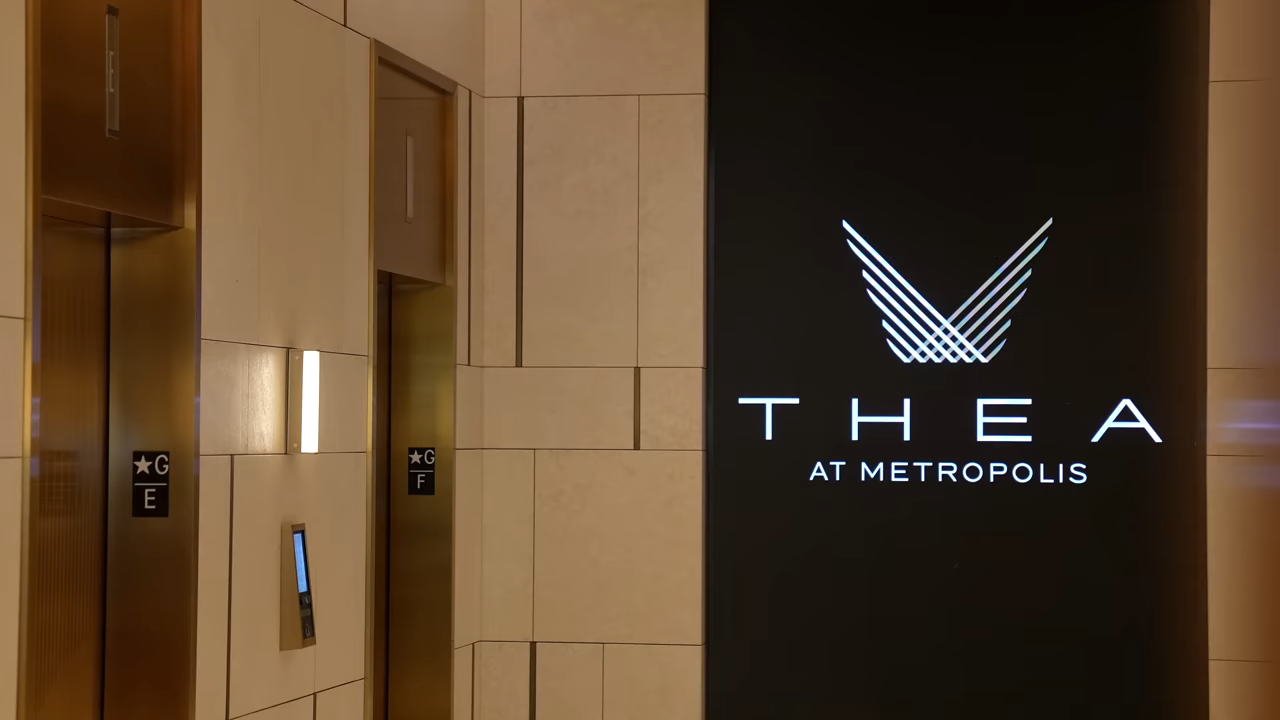 E
★G
E
★G
F
THEA
AT METROPOLIS